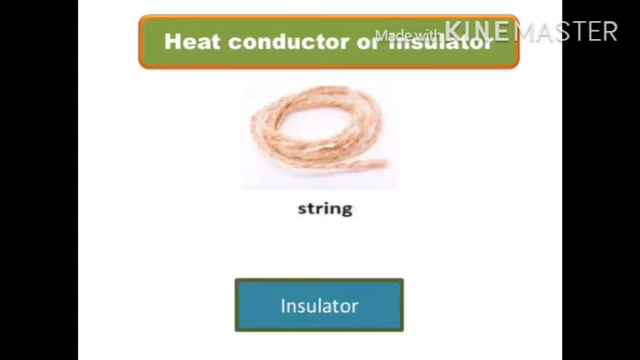 Heat conductor or insulator
Made with KINEMASTER
string
Insulator